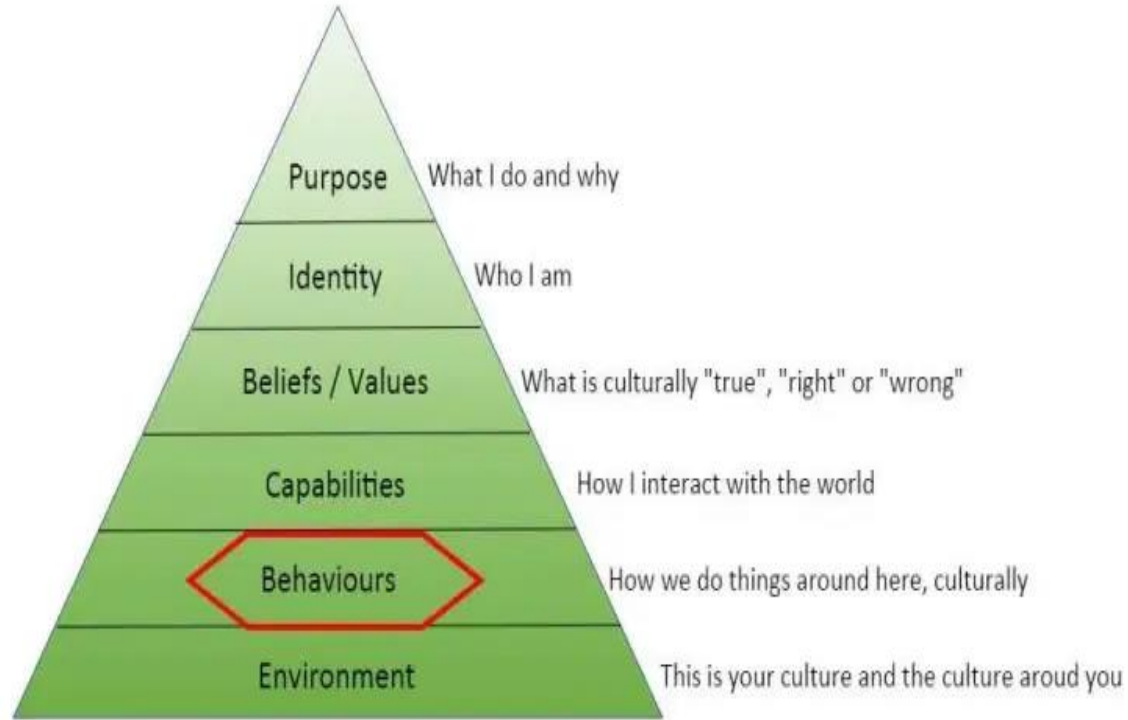 Purpose What I do and why
Identity Who I am
Beliefs / Values What is culturally "true", "right" or "wrong"
Capabilities How I interact with the world
Behaviours How we do things around here, culturally
Environment This is your culture and the culture aroud you